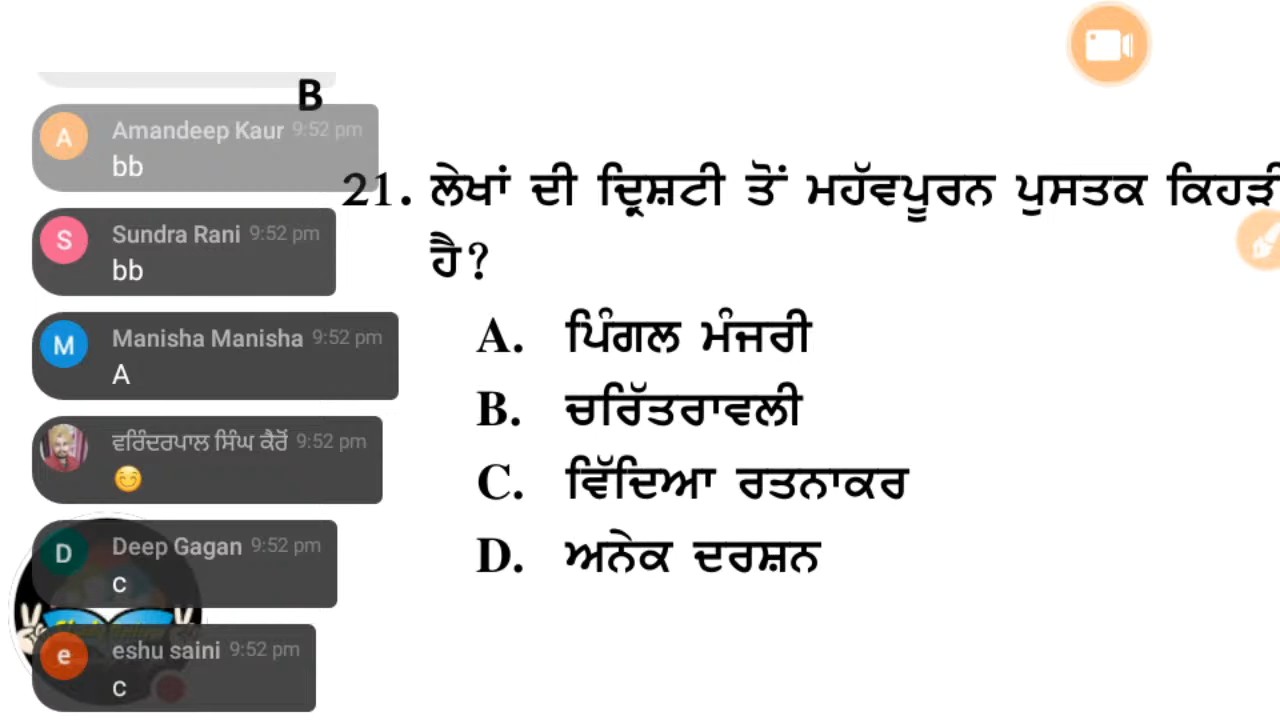 B
Amandeep Kaur 9:52 pm
bb
Sundra Rani 9:52 pm
bb
Manisha Manisha 9:52 pm
A
ਵਰਿੰਦਰਪਾਲ ਸਿੰਘ ਕੈਰੋਂ 9:52 pm
😊
Deep Gagan 9:52 pm
c
eshu saini 9:52 pm
c
21. ਲੇਖਾਂ ਦੀ ਦ੍ਰਿਸ਼ਟੀ ਤੋਂ ਮਹੱਵਪੂਰਨ ਪੁਸਤਕ ਕਿਹੜੀ
ਹੈ?
A. ਪਿੰਗਲ ਮੰਜਰੀ
B. ਚਰਿੱਤਰਾਵਲੀ
C. ਵਿੱਦਿਆ ਰਤਨਾਕਰ
D. ਅਨੇਕ ਦਰਸ਼ਨ